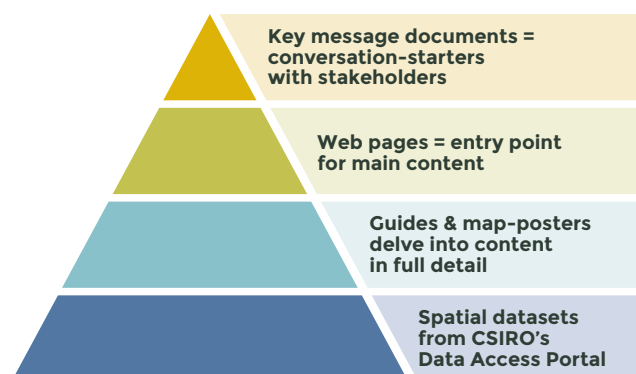 Key message documents =
conversation-starters
with stakeholders
Web pages = entry point
for main content
Guides & map-posters
delve into content
in full detail
Spatial datasets
from CSIRO's
Data Access Portal